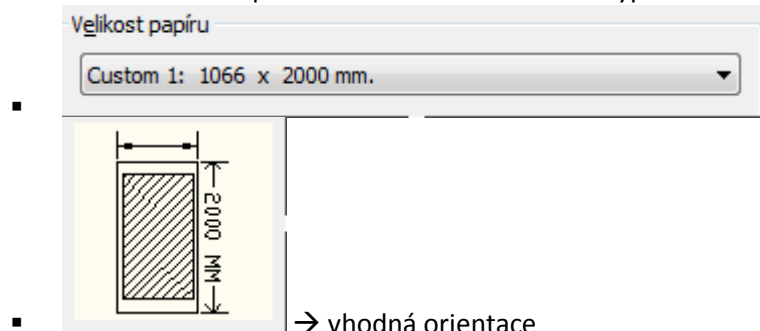 Velikost papíru
Custom 1: 1066 x 2000 mm.
2000 MM
→ vhodná orientace